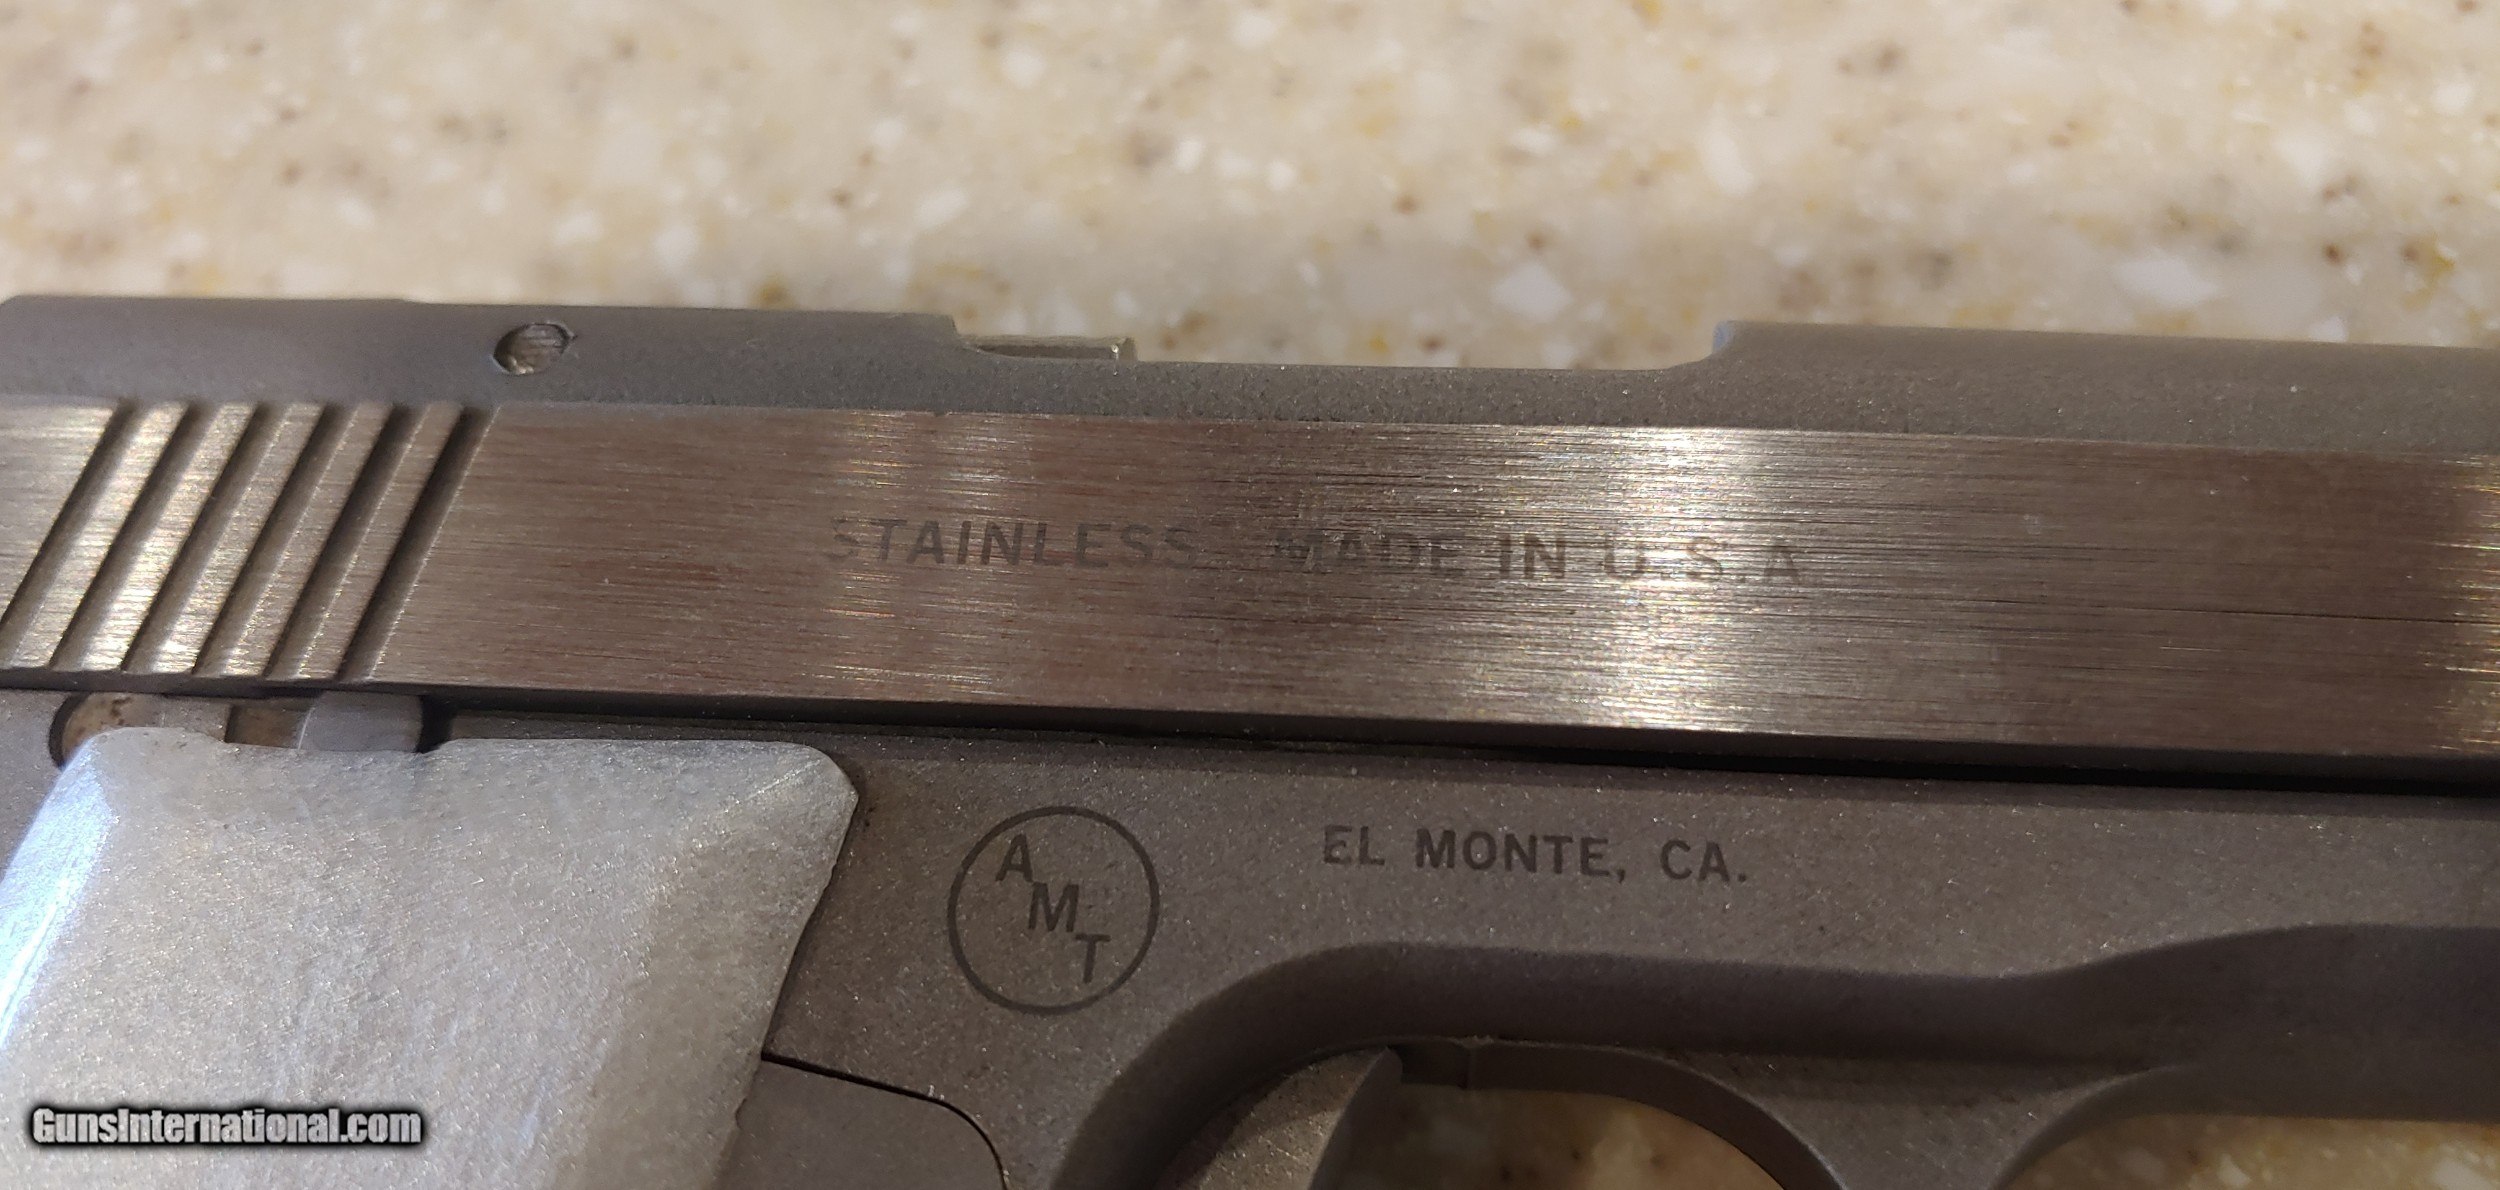 STAINLESS MADE IN U.S.A
AMT
EL MONTE, CA.
GunsInternational.com